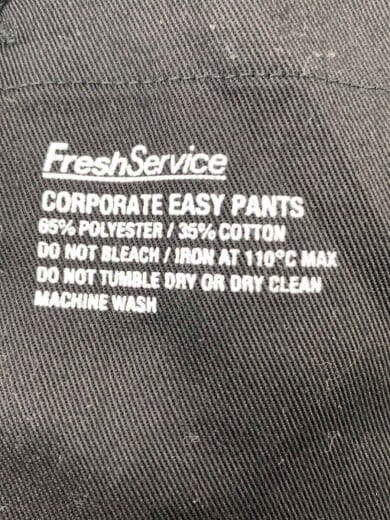 FreshService
CORPORATE EASY PANTS
65% POLYESTER / 35% COTTON
DO NOT BLEACH / IRON AT 110°C MAX
DO NOT TUMBLE DRY OR DRY CLEAN
MACHINE WASH